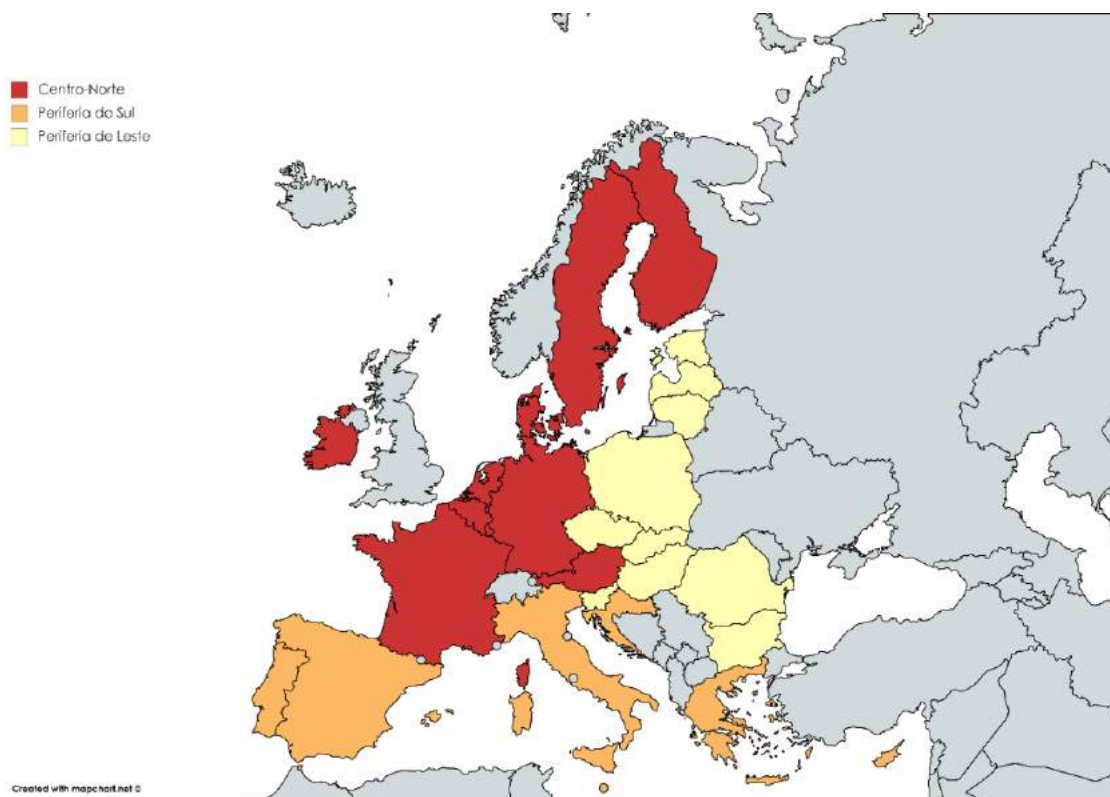 Centro-Norte
Periferia do Sul
Periferia de Leste
Created with mapchart.net ©